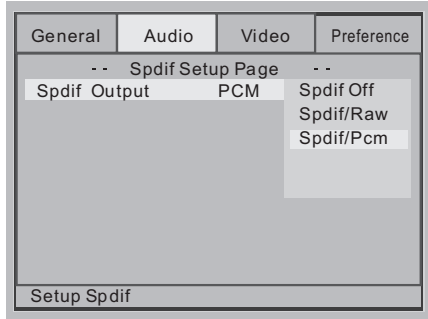 General Audio Video Preference
-- Spdif Setup Page --
Spdif Output PCM Spdif Off
Spdif/Raw
Spdif/Pcm
Setup Spdif